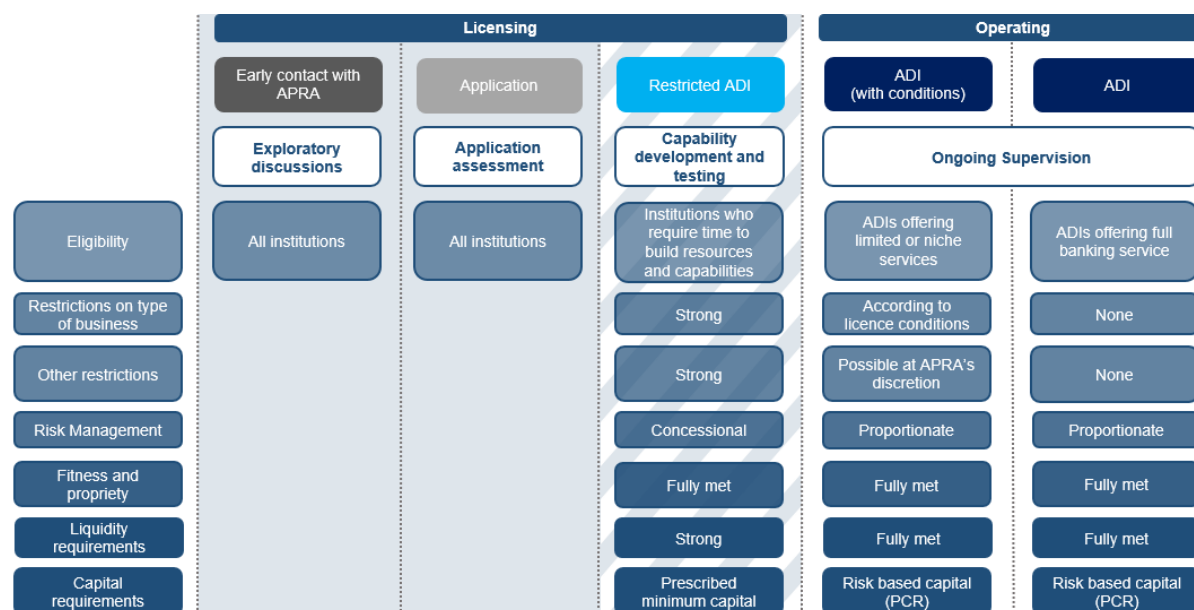 Licensing
Operating
Early contact with
APRA
Application
Restricted ADI
ADI
(with conditions)
ADI
Exploratory
discussions
Application
assessment
Capability
development and
testing
Ongoing Supervision
Eligibility
All institutions
All institutions
Institutions who
require time to
build resources
and capabilities
ADIs offering
limited or niche
services
ADIs offering full
banking service
Restrictions on type
of business
Strong
According to
licence conditions
None
Other restrictions
Strong
Possible at APRA's
discretion
None
Risk Management
Concessional
Proportionate
Proportionate
Fitness and
propriety
Fully met
Fully met
Fully met
Liquidity
requirements
Strong
Fully met
Fully met
Capital
requirements
Prescribed
minimum capital
Risk based capital
(PCR)
Risk based capital
(PCR)